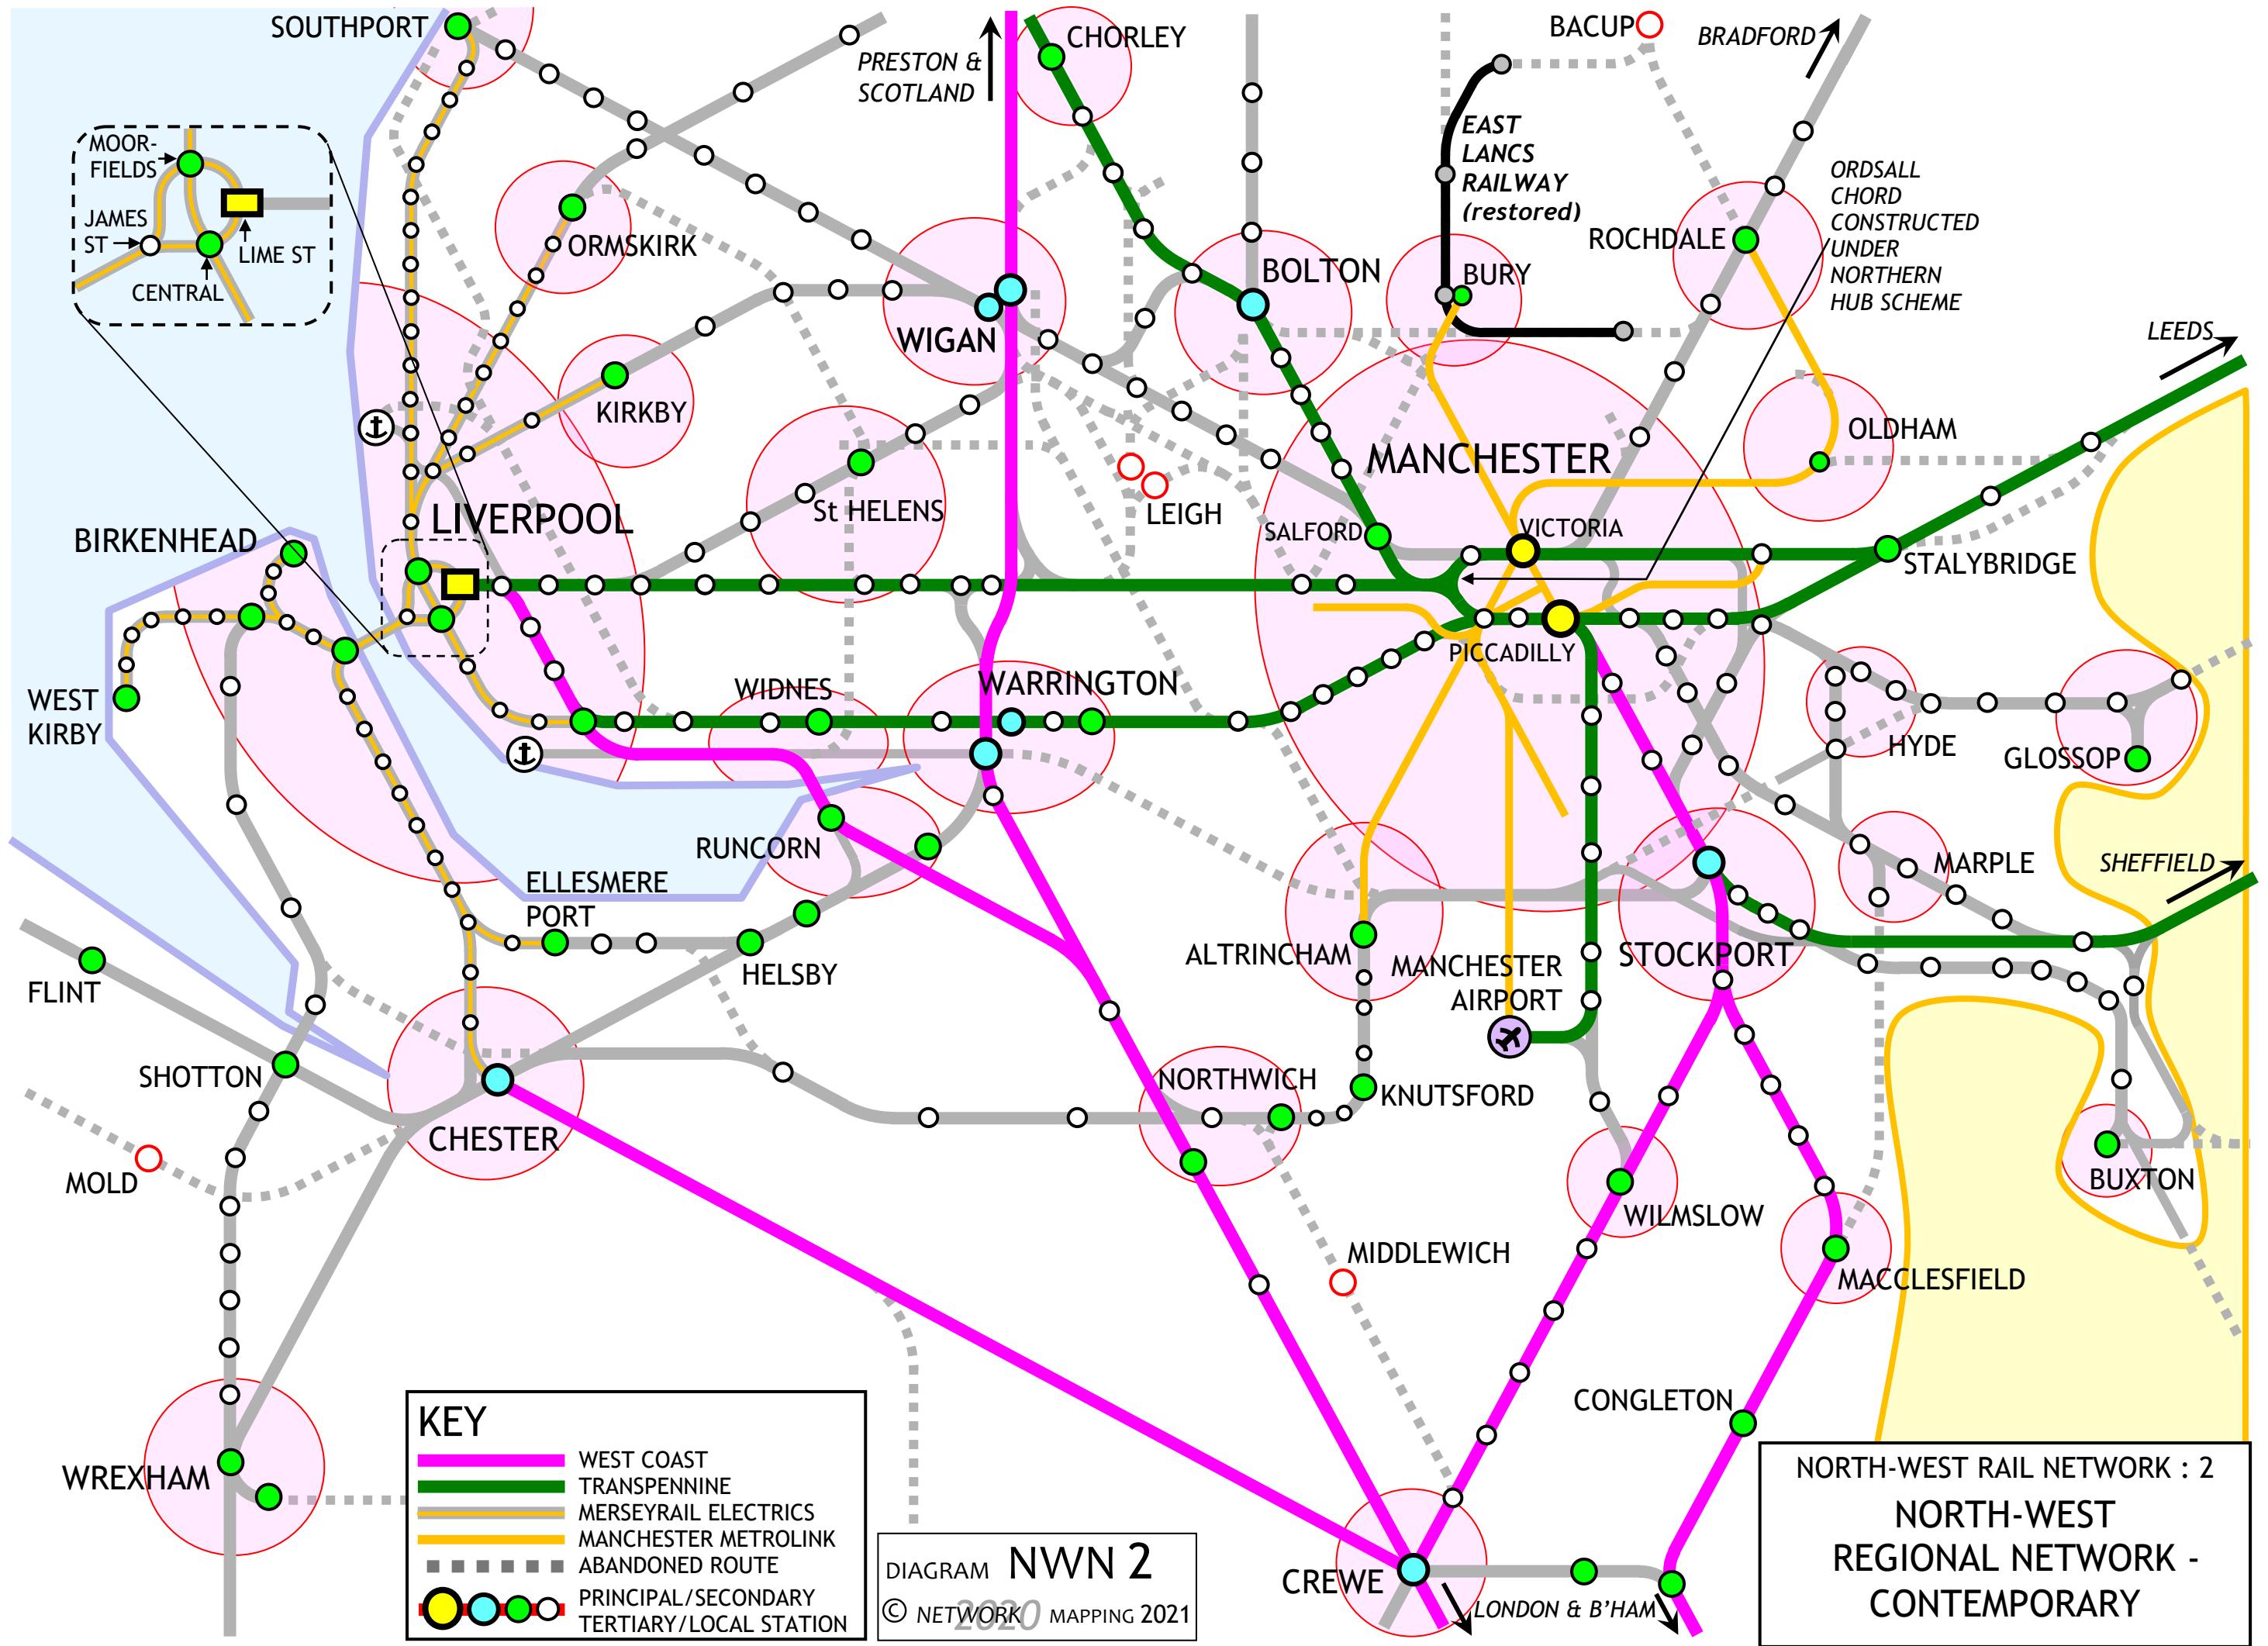 SOUTHPORT
PRESTON &
SCOTLAND
CHORLEY
BACUP
BRADFORD
MOOR-
FIELDS
JAMES
ST
LIME ST
CENTRAL
EAST
LANCS
RAILWAY
(restored)
ORDSALL
CHORD
CONSTRUCTED
UNDER
NORTHERN
HUB SCHEME
ORMSKIRK
ROCHDALE
BOLTON
BURY
WIGAN
LEEDS
KIRKBY
OLDHAM
MANCHESTER
St HELENS
LEIGH
LIVERPOOL
SALFORD
VICTORIA
BIRKENHEAD
STALYBRIDGE
PICCADILLY
WEST
KIRBY
WIDNES
WARRINGTON
HYDE
GLOSSOP
RUNCORN
MARPLE
SHEFFIELD
ELLESMERE
PORT
ALTRINCHAM
STOCKPORT
HELSBY
MANCHESTER
AIRPORT
FLINT
SHOTTON
NORTHWICH
KNUTSFORD
CHESTER
MOLD
BUXTON
WILMSLOW
MIDDLEWICH
MACCLESFIELD
CONGLETON
WREXHAM
CREWE
LONDON & B'HAM
KEY
WEST COAST
TRANSPENNINE
MERSEYRAIL ELECTRICS
MANCHESTER METROLINK
ABANDONED ROUTE
PRINCIPAL/SECONDARY
TERTIARY/LOCAL STATION
DIAGRAM NWN 2
© NETWORK 2020 MAPPING 2021
NORTH-WEST RAIL NETWORK : 2
NORTH-WEST
REGIONAL NETWORK -
CONTEMPORARY